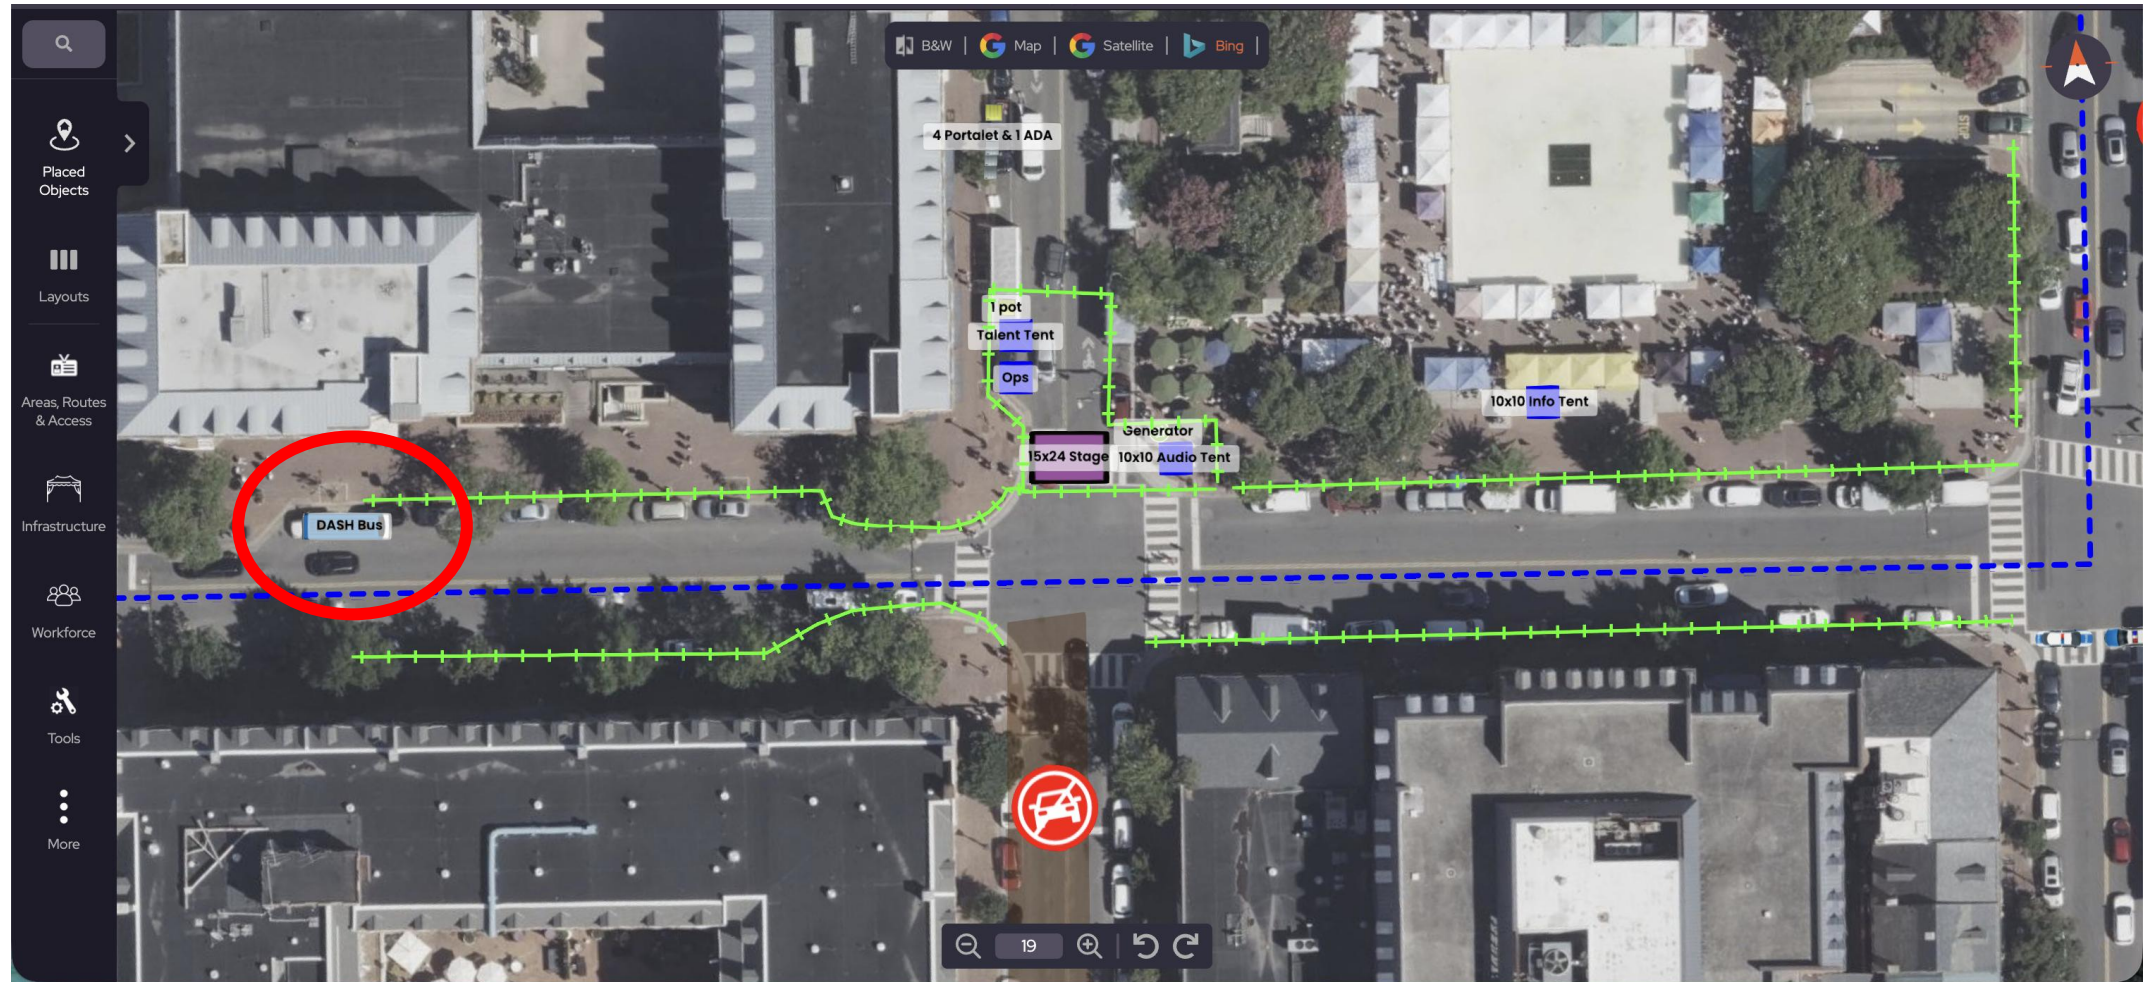 B&W | Map | Satellite | Bing |
Placed
Objects
Layouts
Areas, Routes
& Access
Infrastructure
Workforce
Tools
More
4 Portalet & 1 ADA
1 pot
Talent Tent
Ops
Generator
15x24 Stage
10x10 Audio Tent
10x10 Info Tent
DASH Bus
STOP
19